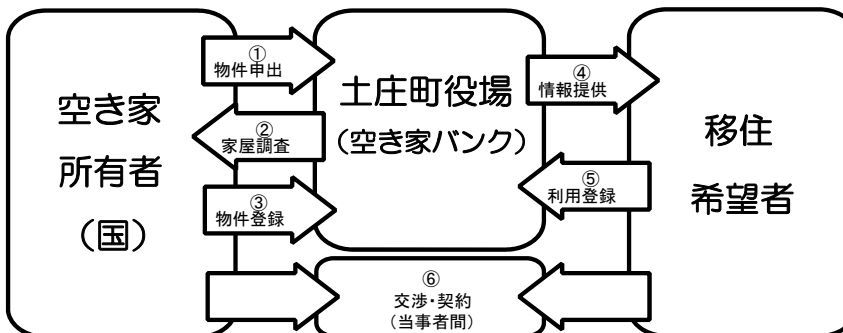 空き家
所有者
（国）
①
物件申出
②
家屋調査
③
物件登録
土庄町役場
（空き家バンク）
④
情報提供
⑤
利用登録
移住
希望者
⑥
交渉・契約
（当事者間）